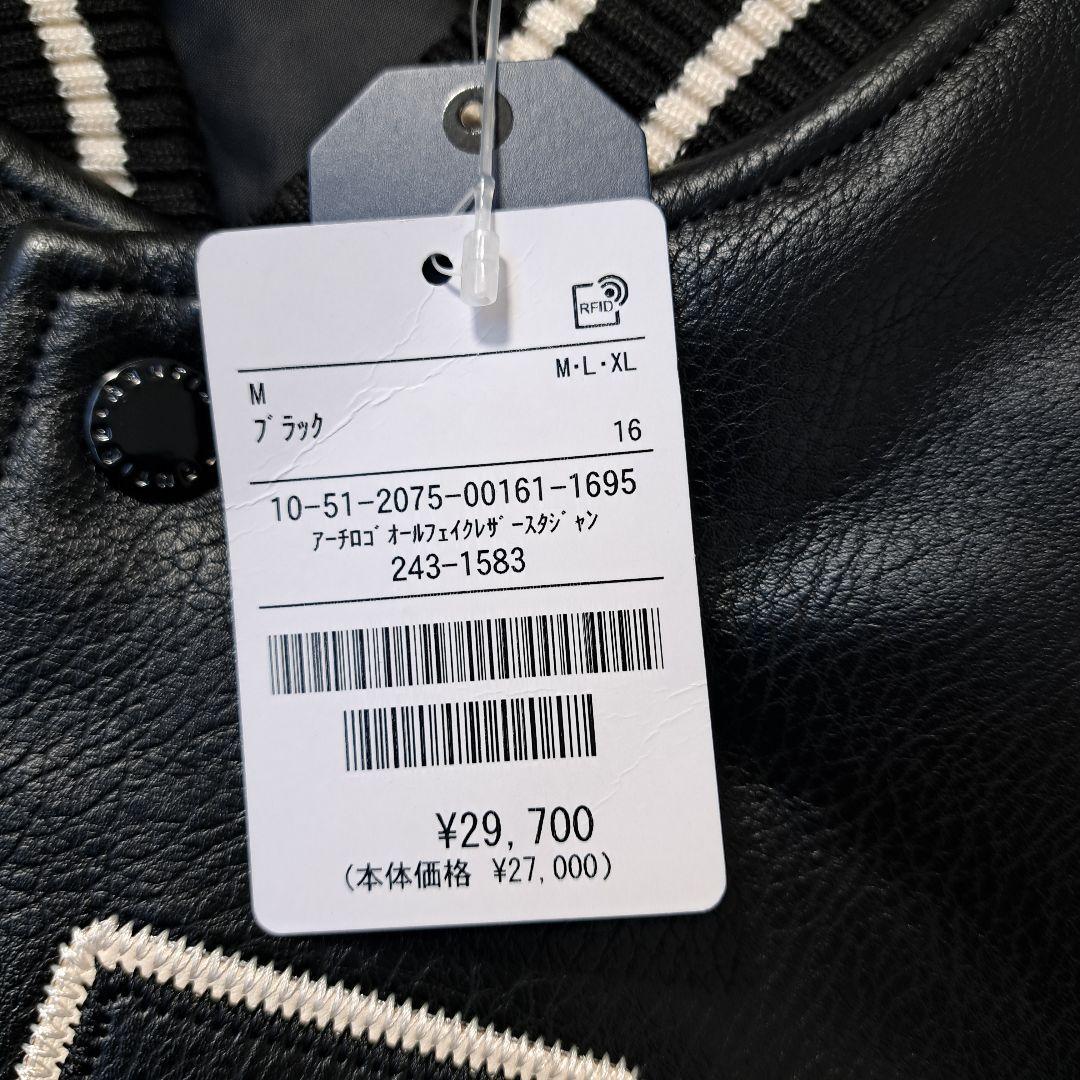 RFID
M M・L・XL
ﾌﾞﾗｯｸ 16
10-51-2075-00161-1695
ｱｰﾁﾛｺﾞｵｰﾙﾌｪｲｸﾚｻﾞｰｽﾀｼﾞｬﾝ
243-1583
¥29,700
(本体価格 ¥27,000)